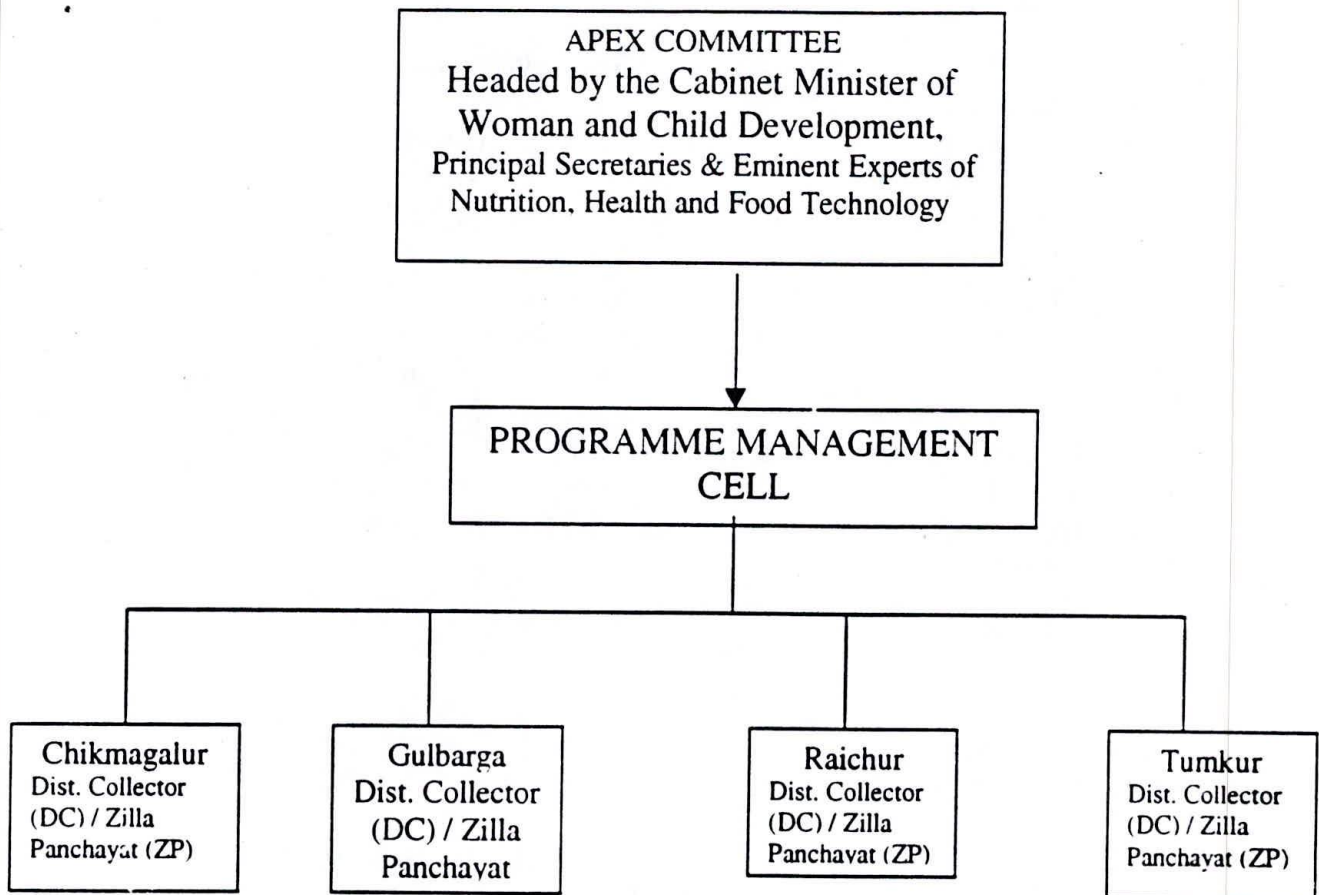 APEX COMMITTEE
Headed by the Cabinet Minister of
Woman and Child Development,
Principal Secretaries & Eminent Experts of
Nutrition, Health and Food Technology
PROGRAMME MANAGEMENT
CELL
Chikmagalur
Dist. Collector
(DC) / Zilla
Panchayat (ZP)
Gulbarga
Dist. Collector
(DC) / Zilla
Panchayat
Raichur
Dist. Collector
(DC) / Zilla
Panchayat (ZP)
Tumkur
Dist. Collector
(DC) / Zilla
Panchayat (ZP)